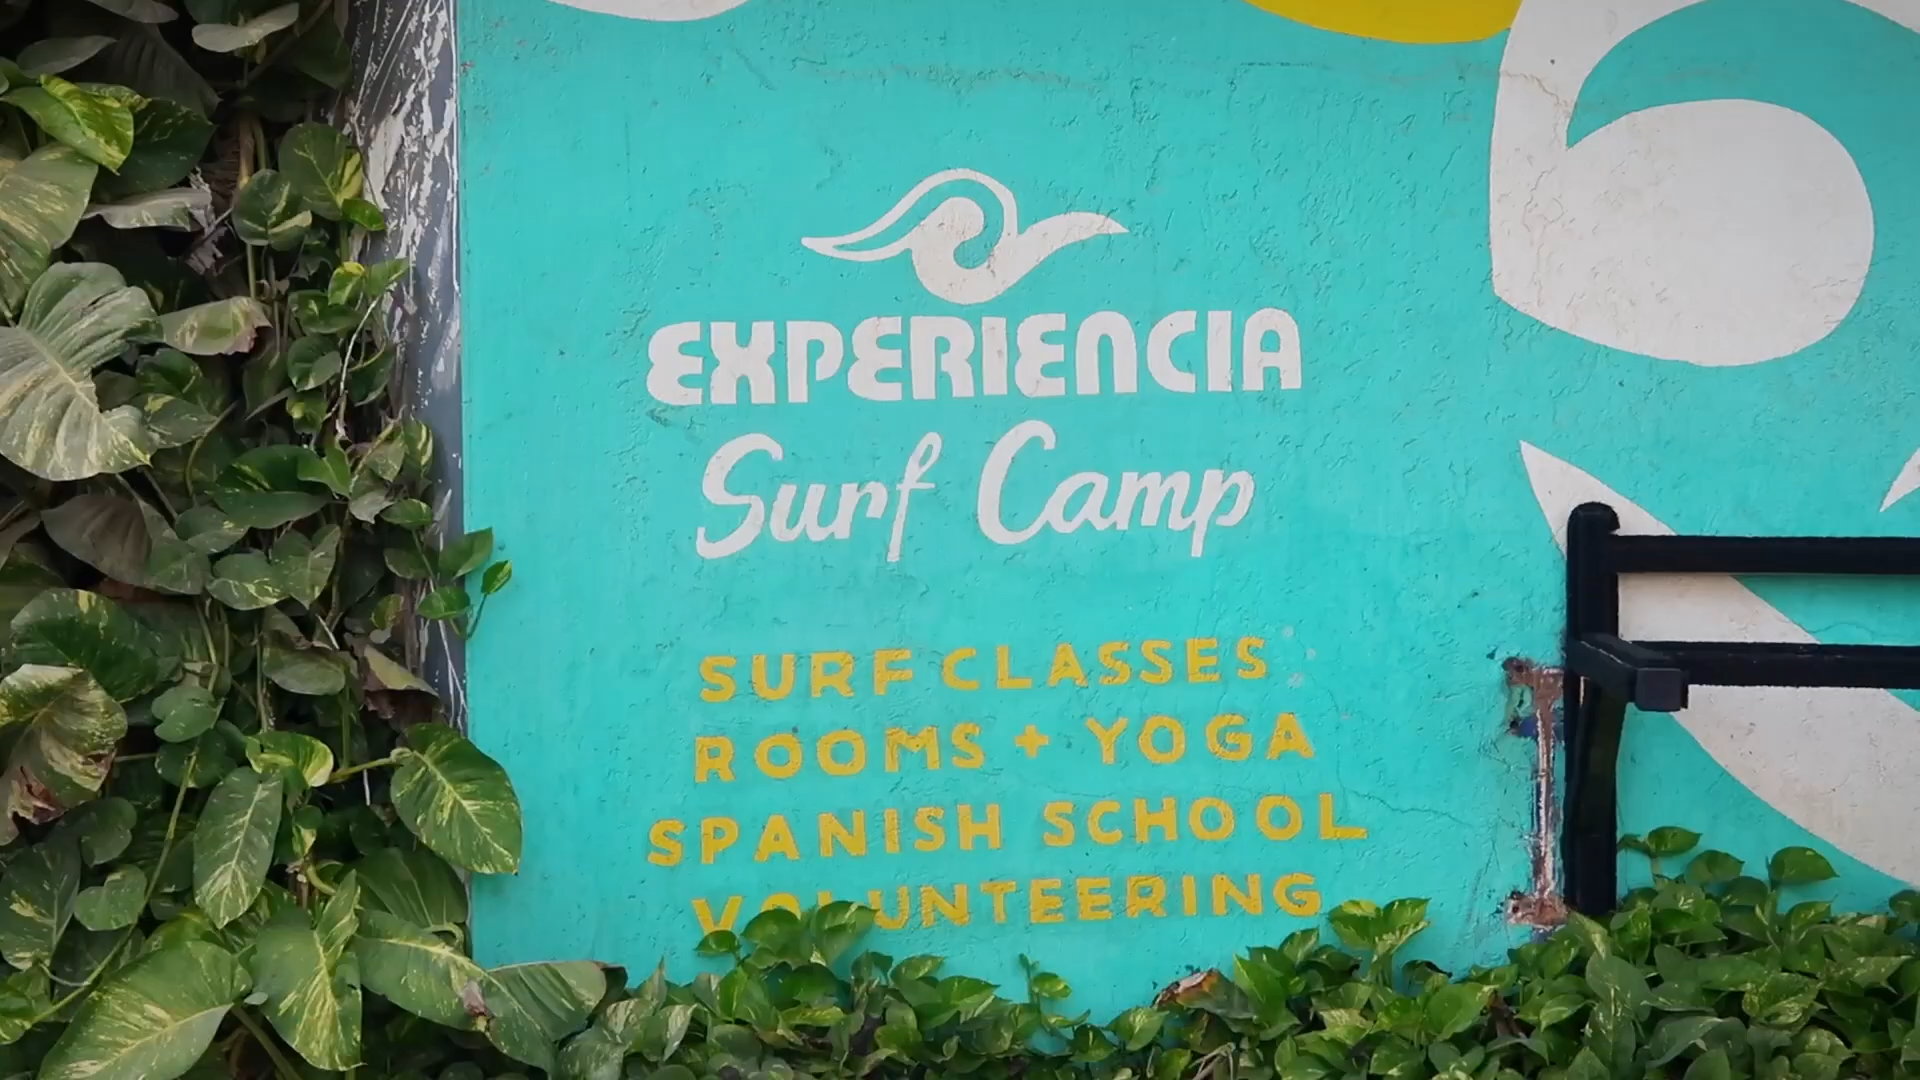 EXPERIENCIA
Surf Camp
SURF CLASSES
ROOMS + YOGA
SPANISH SCHOOL
VOLUNTEERING